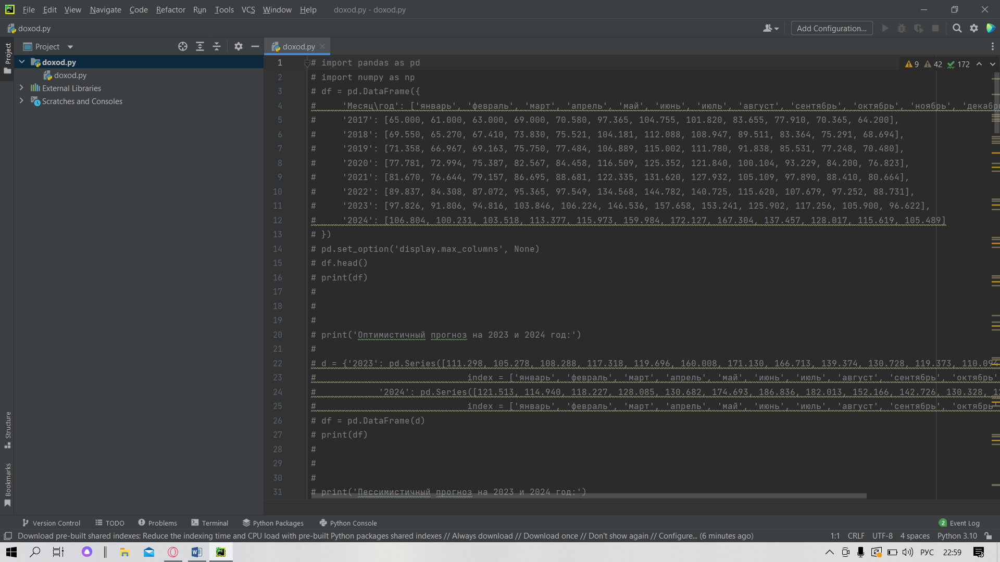 File Edit View Navigate Code Refactor Run Tools VCS Window Help doxod.py - doxod.py
doxod.py Add Configuration...
Project doxod.py
Project
doxod.py
doxod.py
External Libraries
Scratches and Consoles
9 42 172
1 # import pandas as pd
2 # import numpy as np
3 # df = pd.DataFrame({
4 # 'Месяц\год': ['январь', 'февраль', 'март', 'апрель', 'май', 'июнь', 'июль', 'август', 'сентябрь', 'октябрь', 'ноябрь', 'декабр
5 # '2017': [65.000, 61.000, 63.000, 69.000, 70.580, 97.365, 104.755, 101.820, 83.655, 77.910, 70.365, 64.200],
6 # '2018': [69.550, 65.270, 67.410, 73.830, 75.521, 104.181, 112.088, 108.947, 89.511, 83.364, 75.291, 68.694],
7 # '2019': [71.358, 66.967, 69.163, 75.750, 77.484, 106.889, 115.002, 111.780, 91.838, 85.531, 77.248, 70.480],
8 # '2020': [77.781, 72.994, 75.387, 82.567, 84.458, 116.509, 125.352, 121.840, 100.104, 93.229, 84.200, 76.823],
9 # '2021': [81.670, 76.644, 79.157, 86.695, 88.681, 122.335, 131.620, 127.932, 105.109, 97.890, 88.410, 80.664],
10 # '2022': [89.837, 84.308, 87.072, 95.365, 97.549, 134.568, 144.782, 140.725, 115.620, 107.679, 97.252, 88.731],
11 # '2023': [97.826, 91.806, 94.816, 103.846, 106.224, 146.536, 157.658, 153.241, 125.902, 117.256, 105.900, 96.622],
12 # '2024': [106.804, 100.231, 103.518, 113.377, 115.973, 159.984, 172.127, 167.304, 137.457, 128.017, 115.619, 105.489]
13 # })
14 # pd.set_option('display.max_columns', None)
15 # df.head()
16 # print(df)
17 #
18 #
19 #
20 # print('Оптимистичный прогноз на 2023 и 2024 год:')
21 #
22 # d = {'2023': pd.Series([111.298, 105.278, 108.288, 117.318, 119.696, 160.008, 171.130, 166.713, 139.374, 130.728, 119.373, 110.094
23 # index = ['январь', 'февраль', 'март', 'апрель', 'май', 'июнь', 'июль', 'август', 'сентябрь', 'октябрь'
24 # '2024': pd.Series([121.513, 114.940, 118.227, 128.085, 130.682, 174.693, 186.836, 182.013, 152.166, 142.726, 130.328, 12
25 # index = ['январь', 'февраль', 'март', 'апрель', 'май', 'июнь', 'июль', 'август', 'сентябрь', 'октябрь'
26 # df = pd.DataFrame(d)
27 # print(df)
28 #
29 #
30 #
31 # print('Пессимистичный прогноз на 2023 и 2024 год:')
Structure
Bookmarks
Version Control TODO Problems Terminal Python Packages Python Console 2 Event Log
Download pre-built shared indexes: Reduce the indexing time and CPU load with pre-built Python packages shared indexes // Always download // Download once // Don't show again // Configure... (6 minutes ago) 1:1 CRLF UTF-8 4 spaces Python 3.10
РУС 22:59